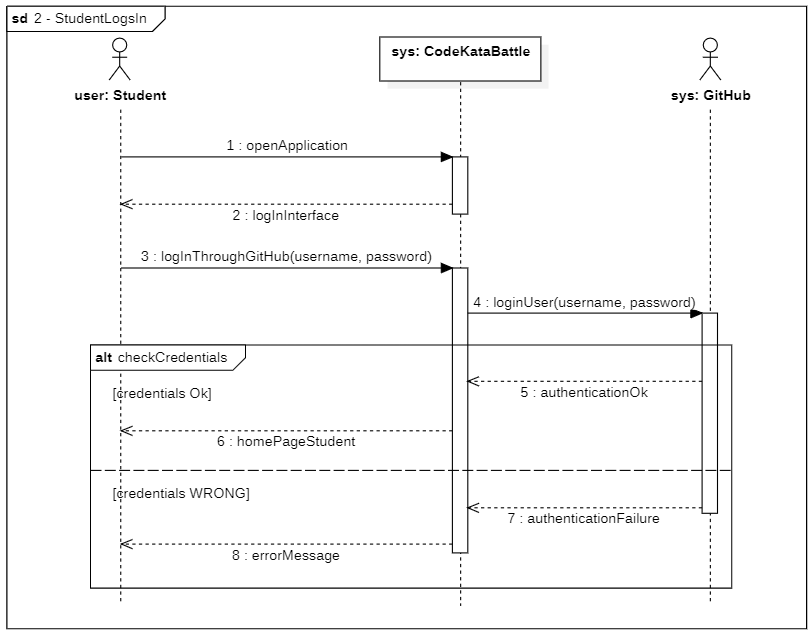 sd 2 - StudentLogsIn
user: Student
sys: CodeKataBattle
sys: GitHub
1 : openApplication
2 : logInInterface
3 : logInThroughGitHub(username, password)
4 : loginUser(username, password)
alt checkCredentials
[credentials Ok]
5 : authenticationOk
6 : homePageStudent
[credentials WRONG]
7 : authenticationFailure
8 : errorMessage